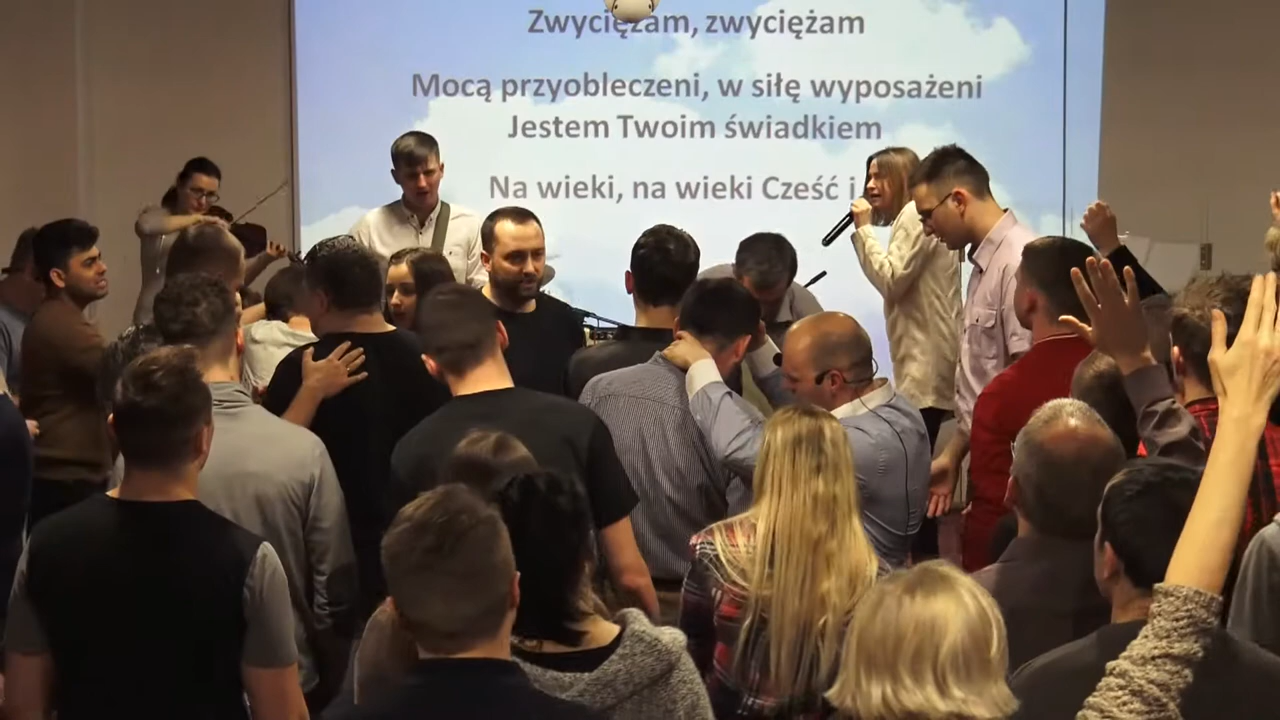 Zwyciężam, zwyciężam
Mocą przyobleczeni, w siłę wyposażeni
Jestem Twoim świadkiem
Na wieki, na wieki Cześć i